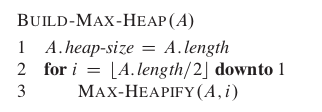 BUILD-MAX-HEAP(A)
1 A.heap-size = A.length
2 for i = ⌊A.length/2⌋ downto 1
3 MAX-HEAPIFY(A, i)